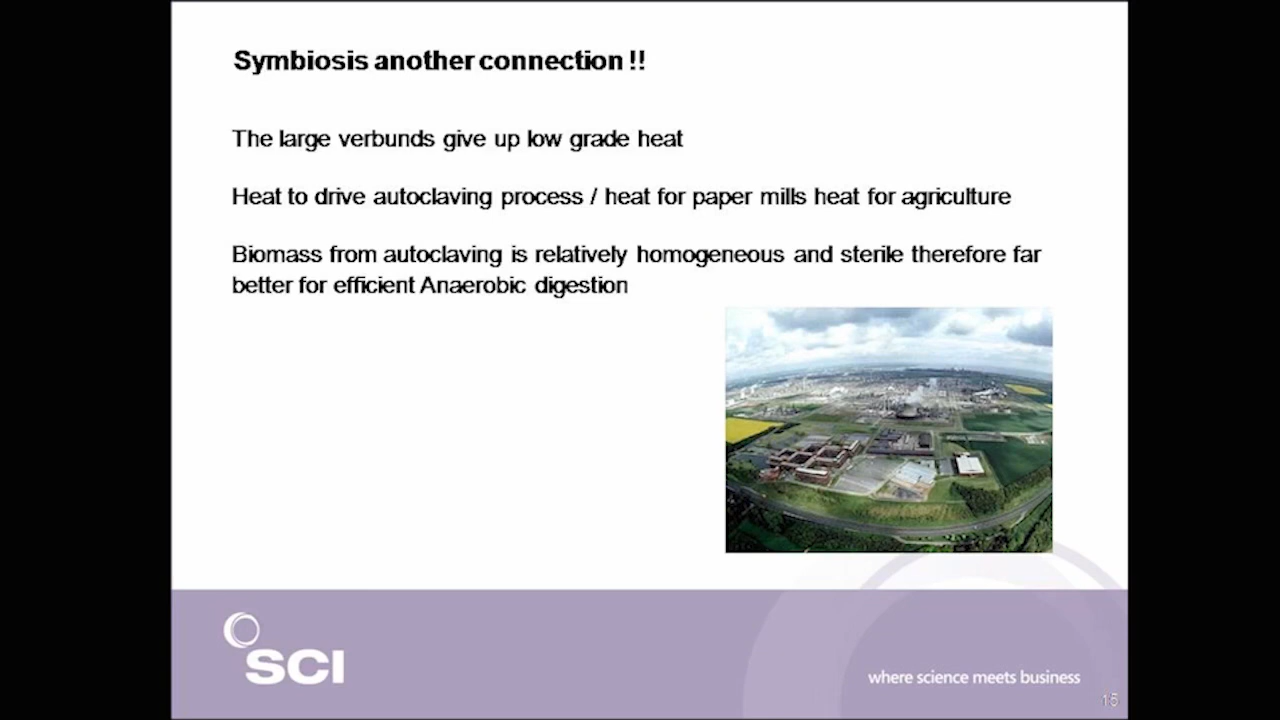 Symbiosis another connection !!
The large verbunds give up low grade heat
Heat to drive autoclaving process / heat for paper mills heat for agriculture
Biomass from autoclaving is relatively homogeneous and sterile therefore far
better for efficient Anaerobic digestion
SCI
where science meets business
15